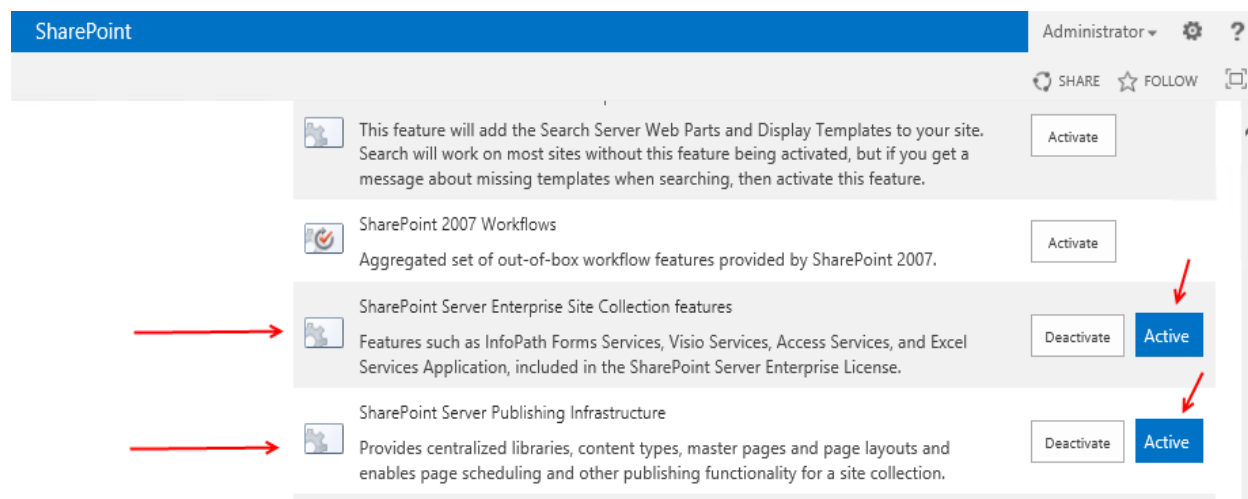 SharePoint
Administrator
?
SHARE
FOLLOW
This feature will add the Search Server Web Parts and Display Templates to your site.
Search will work on most sites without this feature being activated, but if you get a
message about missing templates when searching, then activate this feature.
Activate
SharePoint 2007 Workflows
Aggregated set of out-of-box workflow features provided by SharePoint 2007.
Activate
SharePoint Server Enterprise Site Collection features
Features such as InfoPath Forms Services, Visio Services, Access Services, and Excel
Services Application, included in the SharePoint Server Enterprise License.
Deactivate
Active
SharePoint Server Publishing Infrastructure
Provides centralized libraries, content types, master pages and page layouts and
enables page scheduling and other publishing functionality for a site collection.
Deactivate
Active